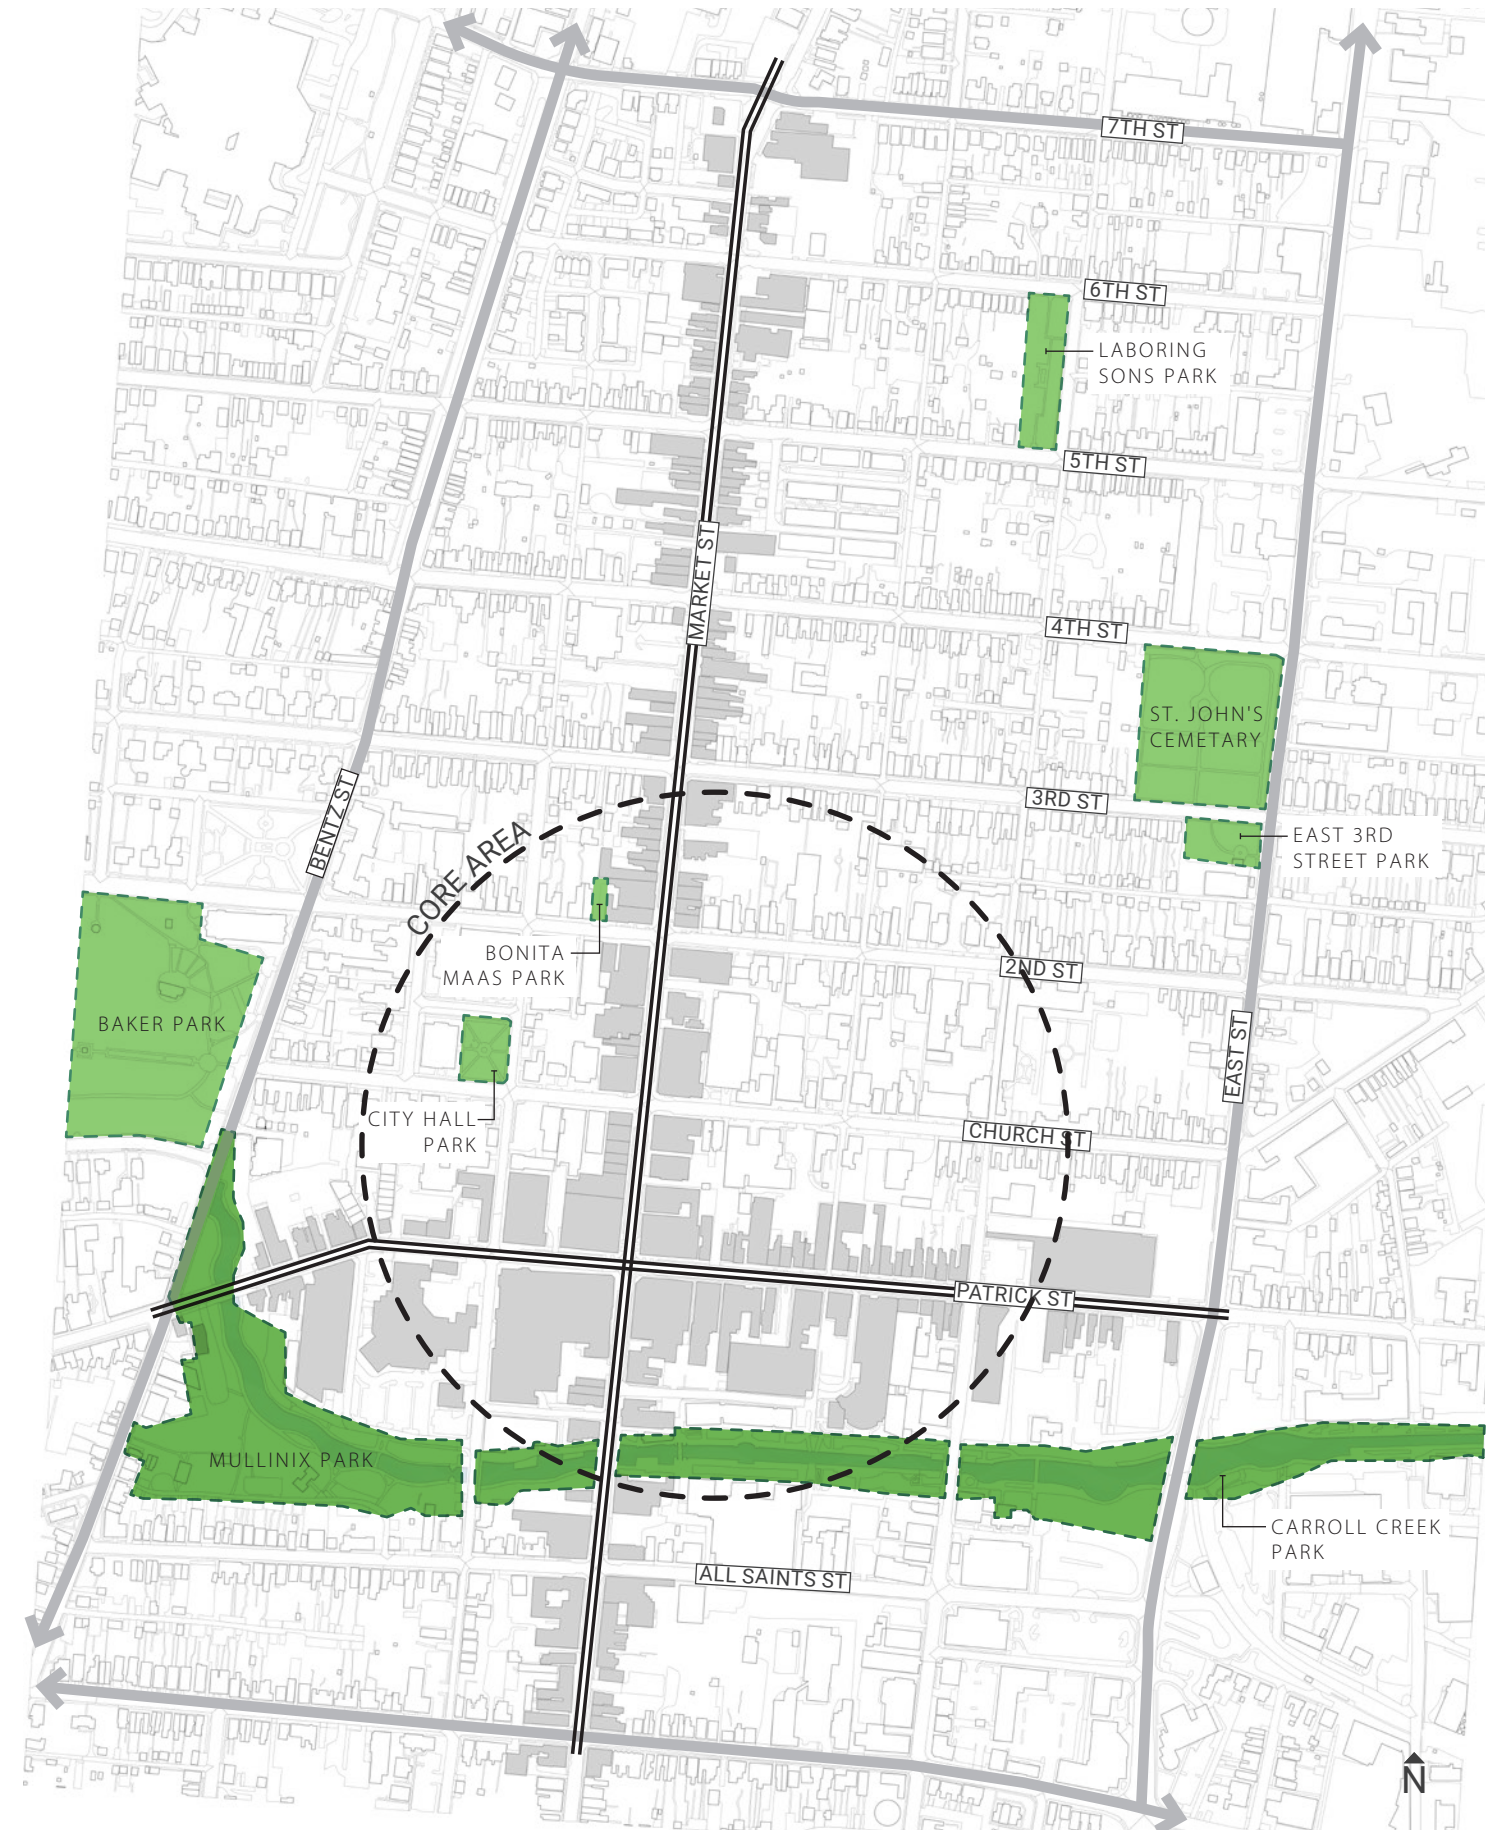 7TH ST
6TH ST
LABORING
SONS PARK
5TH ST
MARKET ST
4TH ST
ST. JOHN'S
CEMETARY
3RD ST
BENTZ ST
EAST 3RD
STREET PARK
CORE AREA
BONITA
MAAS PARK
2ND ST
BAKER PARK
EAST ST
CITY HALL
PARK
CHURCH ST
PATRICK ST
MULLINIX PARK
CARROLL CREEK
PARK
ALL SAINTS ST
N